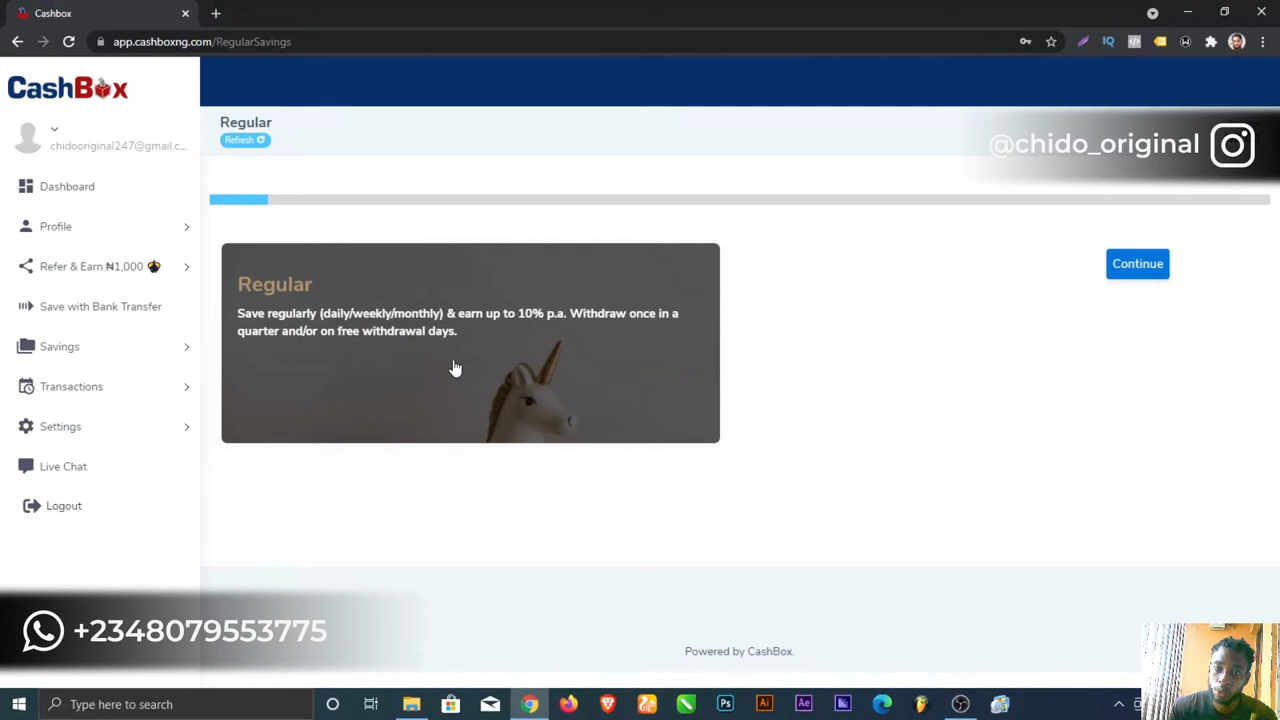 Cashbox
app.cashboxng.com/RegularSavings
CashBox
chidooriginal247@gmail.c...
Regular
Refresh
@chido_original
Dashboard
Profile
Refer & Earn ₦1,000
Save with Bank Transfer
Savings
Transactions
Settings
Live Chat
Logout
Regular
Save regularly (daily/weekly/monthly) & earn up to 10% p.a. Withdraw once in a
quarter and/or on free withdrawal days.
Continue
+2348079553775
Powered by CashBox.
Type here to search